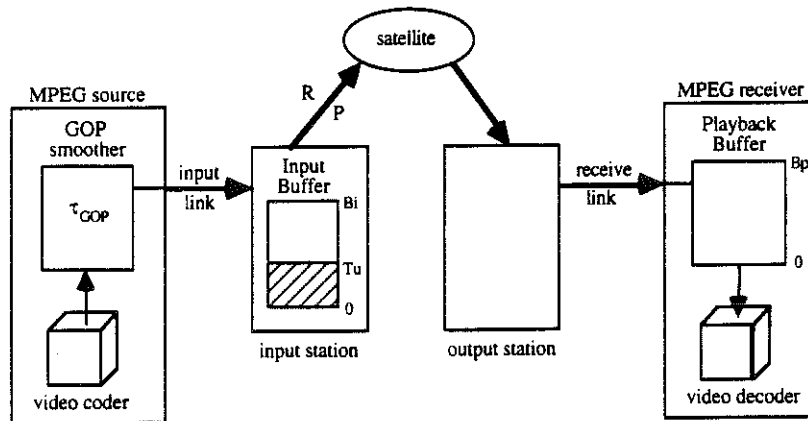 satellite
MPEG source
R
P
MPEG receiver
GOP
smoother
τGOP
input
link
Input
Buffer
Bi
Tu
0
receive
link
Playback
Buffer
Bp
0
input station
output station
video coder
video decoder